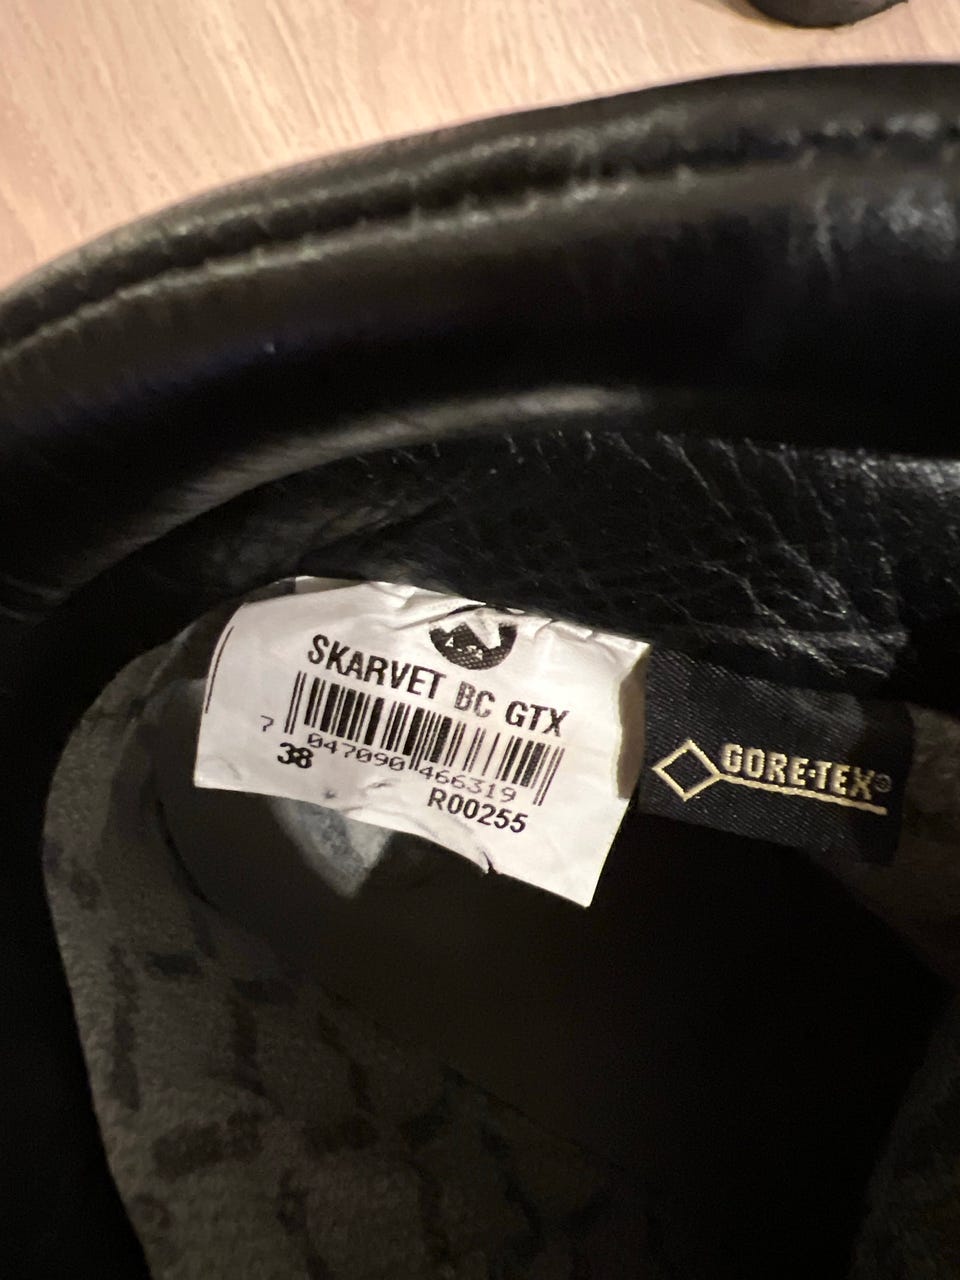 SKARVET BC GTX
7 047090 466319
38
R00255
GORE-TEX®